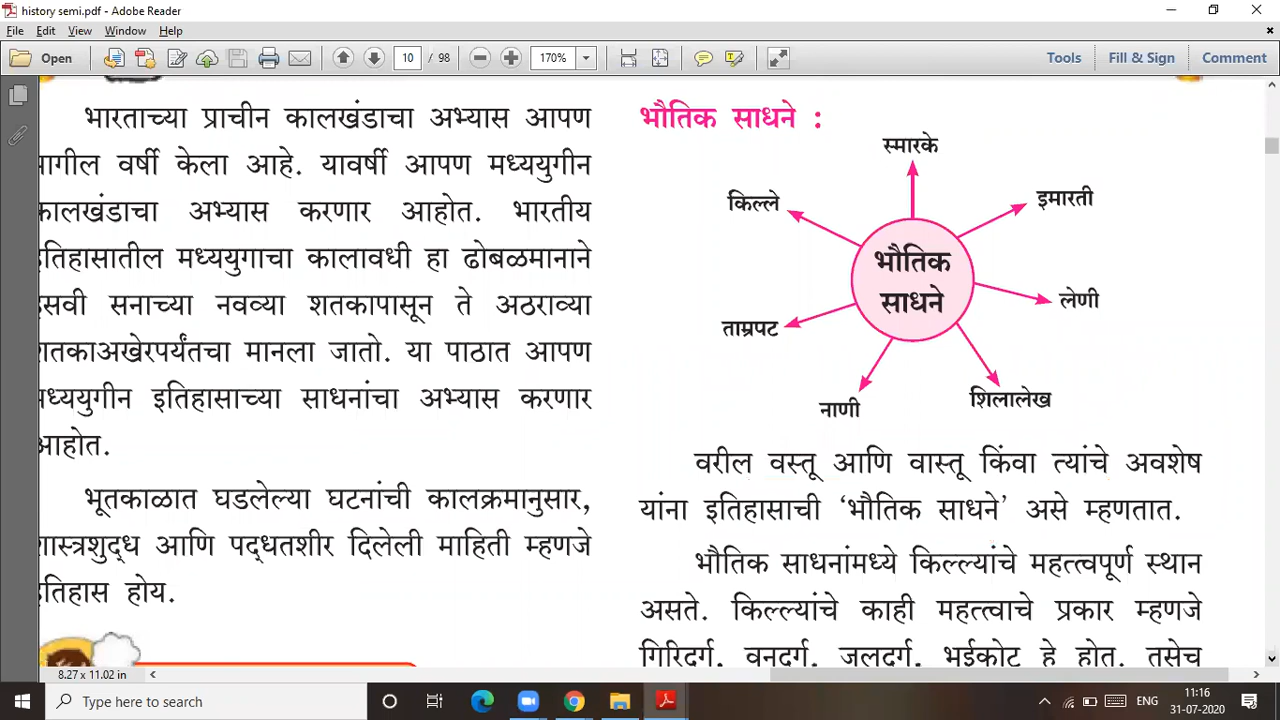 history semi.pdf - Adobe Reader
File Edit View Window Help
Open 10 / 98 170% Tools Fill & Sign Comment
भारताच्या प्राचीन कालखंडाचा अभ्यास आपण
मागील वर्षी केला आहे. यावर्षी आपण मध्ययुगीन
कालखंडाचा अभ्यास करणार आहोत. भारतीय
इतिहासातील मध्ययुगाचा कालावधी हा ढोबळमानाने
इसवी सनाच्या नवव्या शतकापासून ते अठराव्या
शतकाअखेरपर्यंतचा मानला जातो. या पाठात आपण
मध्ययुगीन इतिहासाच्या साधनांचा अभ्यास करणार
आहोत.
भूतकाळात घडलेल्या घटनांची कालक्रमानुसार,
शास्त्रशुद्ध आणि पद्धतशीर दिलेली माहिती म्हणजे
इतिहास होय.
भौतिक साधने :
स्मारके
किल्ले
इमारती
भौतिक
साधने
लेणी
ताम्रपट
शिलालेख
नाणी
वरील वस्तू आणि वास्तू किंवा त्यांचे अवशेष
यांना इतिहासाची ‘भौतिक साधने’ असे म्हणतात.
भौतिक साधनांमध्ये किल्ल्यांचे महत्त्वपूर्ण स्थान
असते. किल्ल्यांचे काही महत्त्वाचे प्रकार म्हणजे
गिरिदुर्ग, वनदुर्ग, जलदुर्ग, भुईकोट हे होत. तसेच
8.27 x 11.02 in
Type here to search
ENG
11:16
31-07-2020